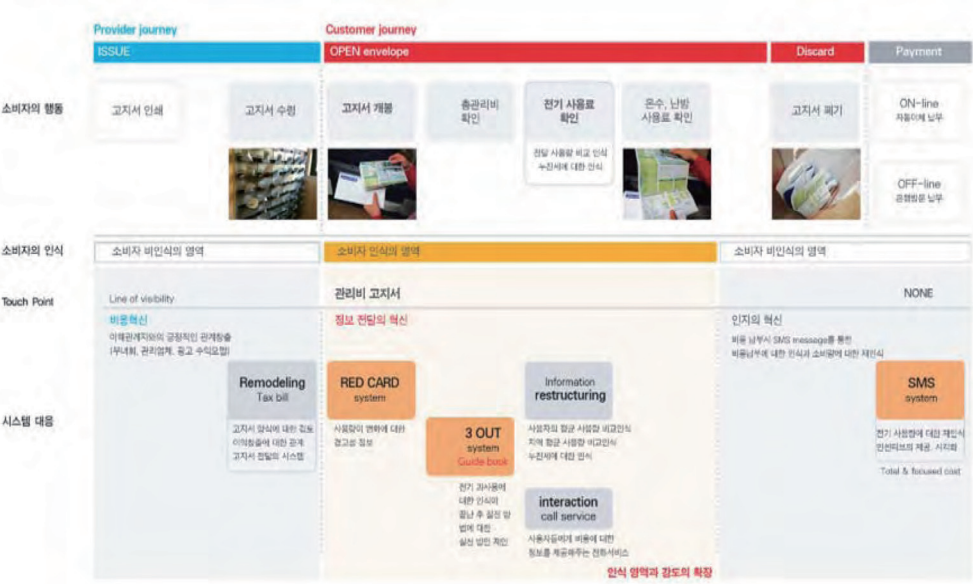 Provider journey
Customer journey
ISSUE
OPEN envelope
Discard
Payment
소비자의 행동
고지서 인쇄
고지서 수령
고지서 개봉
총관리비
확인
전기 사용료
확인
전달 사용량 비교 인식
누진세에 대한 인식
온수, 난방
사용료 확인
고지서 폐기
ON-line
자동이체 납부
OFF-line
은행방문 납부
소비자의 인식
소비자 비인식의 영역
소비자 인식의 영역
소비자 비인식의 영역
Touch Point
Line of visibility
관리비 고지서
NONE
비용혁신
이해관계자와의 긍정적인 관계창출
(부녀회, 관리업체, 광고 수익모델)
정보 전달의 혁신
인지의 혁신
비용 납부시 SMS message를 통한
비용납부에 대한 인식과 소비량에 대한 재인식
시스템 대응
Remodeling
Tax bill
고지서 양식에 대한 검토
이익창출에 대한 관계
고지서 전달의 시스템
RED CARD
system
사용량의 변화에 대한
경고성 정보
3 OUT
system
Guide book
전기 과사용에
대한 인식이
끝난 후 실천 방
법에 대한
실천 방안 제안
Information
restructuring
사용자의 평균 사용량 비교인식
지역 평균 사용량 비교인식
누진세에 대한 인식
interaction
call service
사용자들에게 비용에 대한
정보를 제공해주는 전화서비스
SMS
system
전기 사용량에 대한 재인식
인센티브의 제공, 시각화
Total & focused cost
인식 영역과 강도의 확장